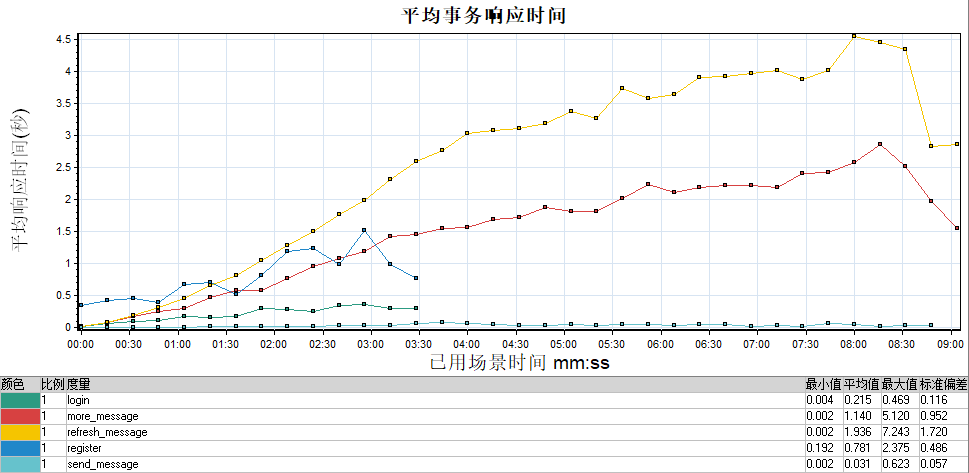 平均事务响应时间
平均响应时间(秒)
4.5
4
3.5
3
2.5
2
1.5
1
0.5
0
00:00 00:30 01:00 01:30 02:00 02:30 03:00 03:30 04:00 04:30 05:00 05:30 06:00 06:30 07:00 07:30 08:00 08:30 09:00
已用场景时间 mm:ss
颜色 比例 度量 最小值 平均值 最大值 标准偏差
1 login 0.004 0.215 0.469 0.116
1 more_message 0.002 1.140 5.120 0.952
1 refresh_message 0.002 1.936 7.243 1.720
1 register 0.192 0.781 2.375 0.486
1 send_message 0.002 0.031 0.623 0.057